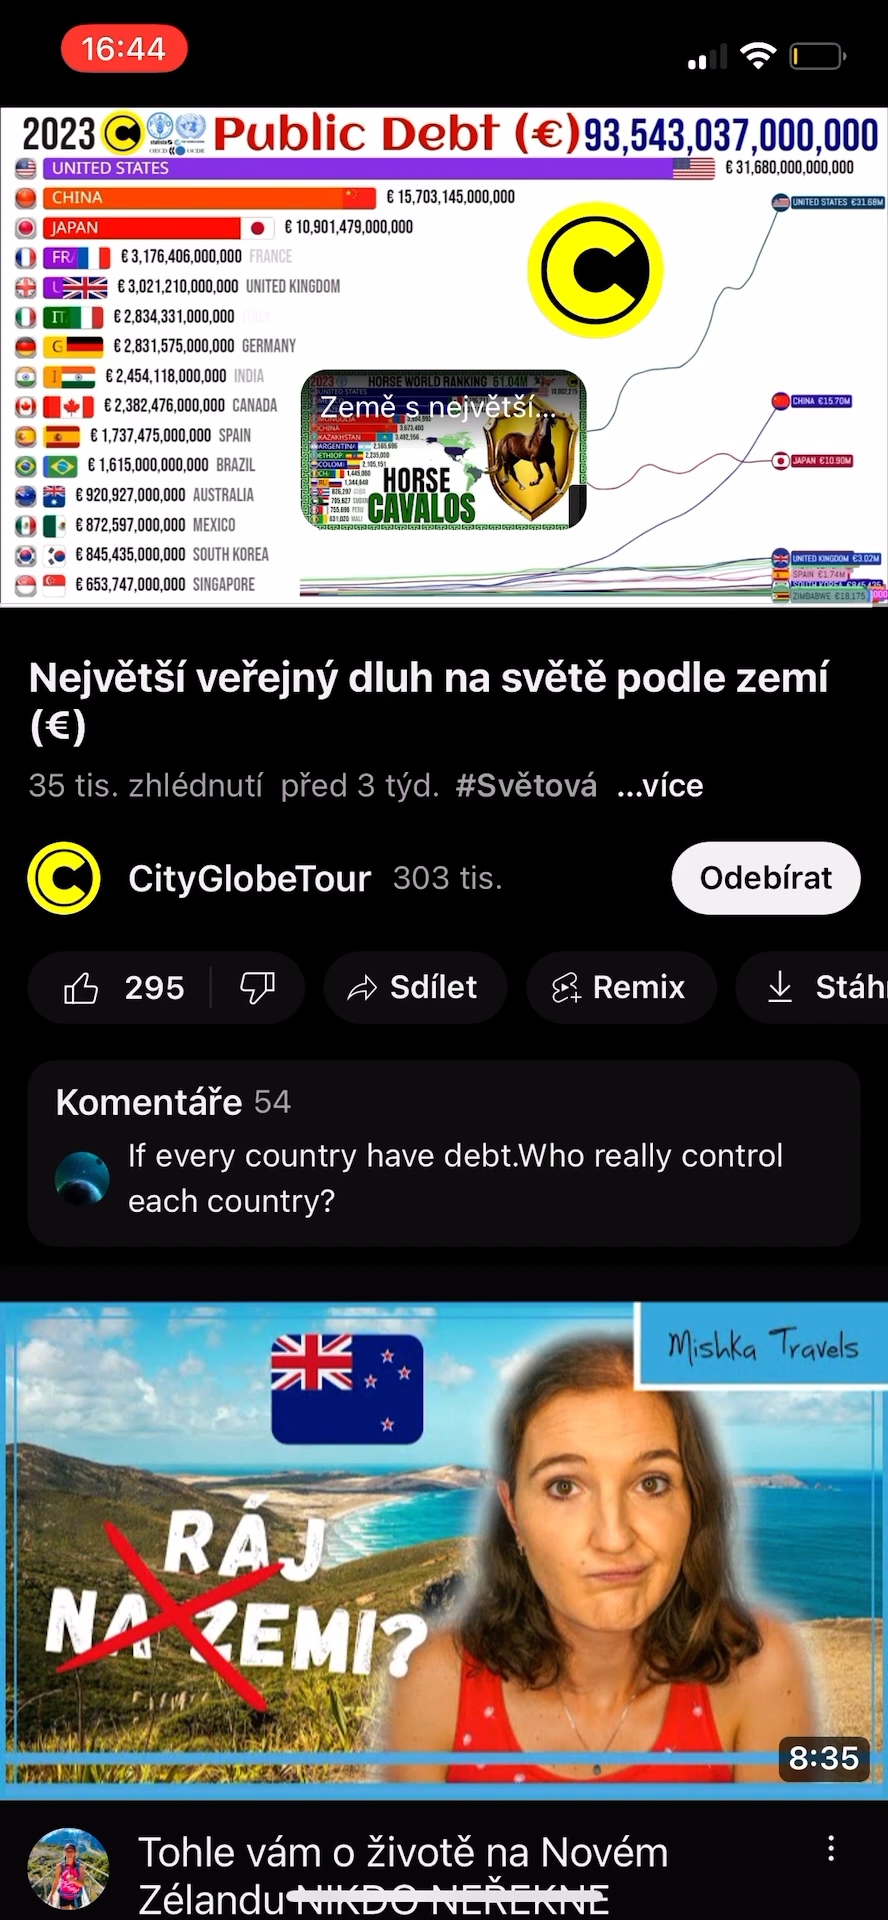 16:44
2023 Public Debt (€) 93,543,037,000,000
UNITED STATES € 31,680,000,000,000
CHINA € 15,703,145,000,000
JAPAN € 10,901,479,000,000
FRA € 3,176,406,000,000 FRANCE
U € 3,021,210,000,000 UNITED KINGDOM
IT € 2,834,331,000,000
G € 2,831,575,000,000 GERMANY
I € 2,454,118,000,000 INDIA
€ 2,382,476,000,000 CANADA
€ 1,737,475,000,000 SPAIN
€ 1,615,000,000,000 BRAZIL
€ 920,927,000,000 AUSTRALIA
€ 872,597,000,000 MEXICO
€ 845,435,000,000 SOUTH KOREA
€ 653,747,000,000 SINGAPORE
UNITED STATES €31.68M
CHINA €15.70M
JAPAN €10.90M
UNITED KINGDOM €3.02M
SPAIN €1.74M
ZIMBABWE €18,175
2023 HORSE WORLD RANKING 61.04M
Země s největší...
HORSE
CAVALOS
Největší veřejný dluh na světě podle zemí
(€)
35 tis. zhlédnutí před 3 týd. #Světová ...více
CityGlobeTour 303 tis.
Odebírat
295
Sdílet
Remix
Stáh
Komentáře 54
If every country have debt.Who really control
each country?
Mishka Travels
RÁJ
NA ZEMI?
8:35
Tohle vám o životě na Novém
Zélandu NIKDO NEŘEKNE